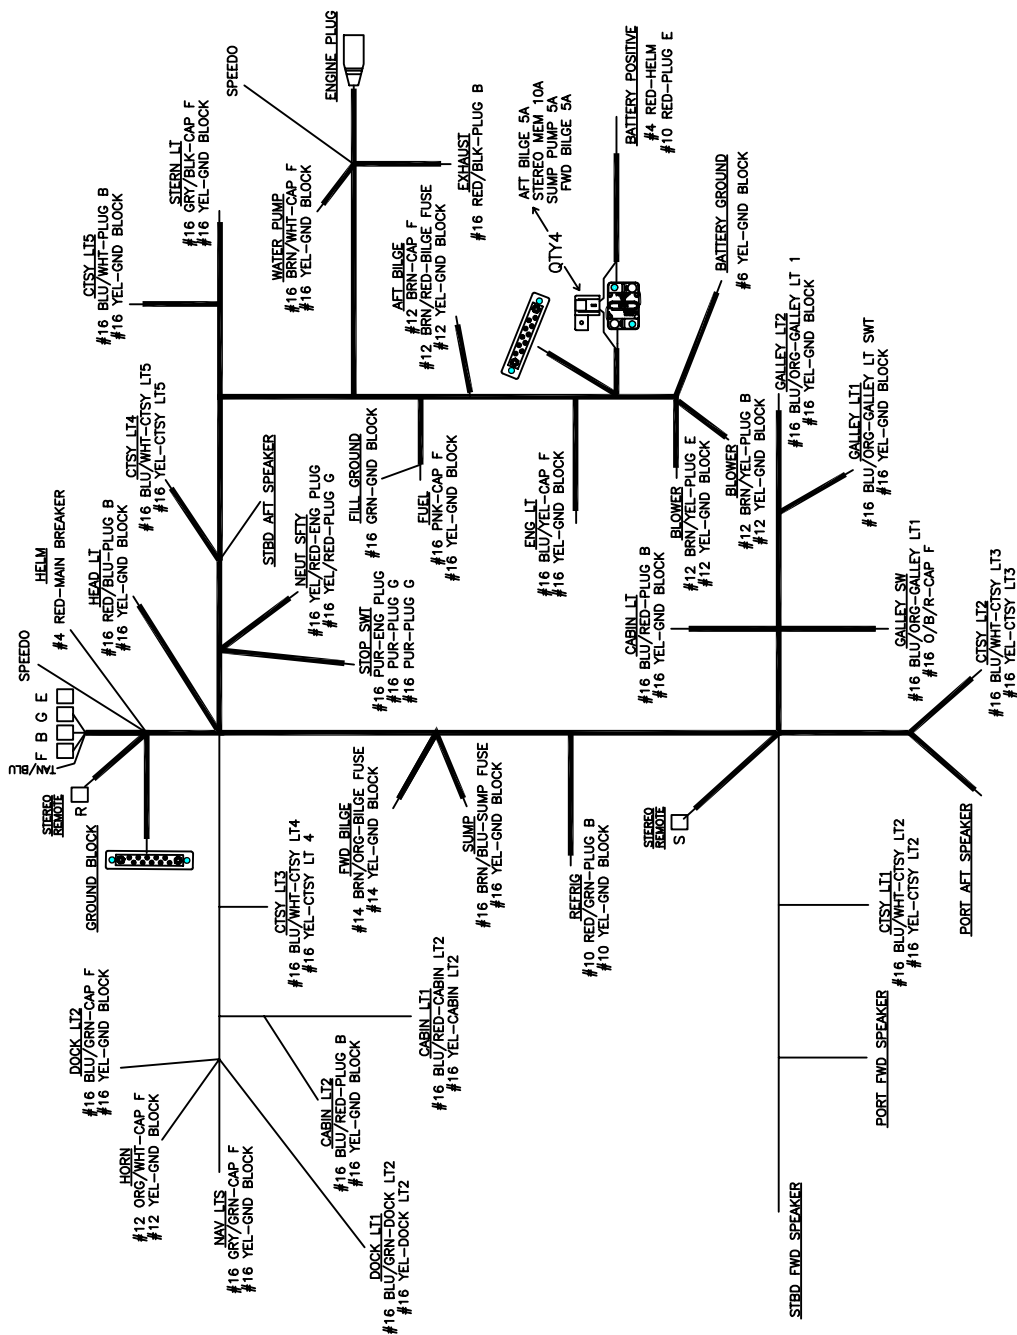 SPEEDO
ENGINE PLUG
STERN LT
#16 GRY/BLK-CAP F
#16 YEL-GND BLOCK
WATER PUMP
#16 BRN/WHT-CAP F
#16 YEL-GND BLOCK
EXHAUST
#16 RED/BLK-PLUG B
AFT BILGE 5A
STEREO MEM 10A
SUMP PUMP 5A
FWD BILGE 5A
QTY4
BATTERY POSITIVE
#4 RED-HELM
#10 RED-PLUG E
CTSY LT5
#16 BLU/WHT-PLUG B
#16 YEL-GND BLOCK
AFT BILGE
#12 BRN-CAP F
#12 BRN/RED-BILGE FUSE
#12 YEL-GND BLOCK
BATTERY GROUND
#6 YEL-GND BLOCK
CTSY LT4
#16 BLU/WHT-CTSY LT5
#16 YEL-CTSY LT5
STBD AFT SPEAKER
FILL GROUND
#16 GRN-GND BLOCK
FUEL
#16 PNK-CAP F
#16 YEL-GND BLOCK
ENG LT
#16 BLU/YEL-CAP F
#16 YEL-GND BLOCK
BLOWER
#12 BRN/YEL-PLUG E
#12 YEL-GND BLOCK
BLOWER
#12 BRN/YEL-PLUG B
#12 YEL-GND BLOCK
GALLEY LT2
#16 BLU/ORG-GALLEY LT 1
#16 YEL-GND BLOCK
GALLEY LT1
#16 BLU/ORG-GALLEY LT SWT
#16 YEL-GND BLOCK
HELM
#4 RED-MAIN BREAKER
HEAD LT
#16 RED/BLU-PLUG B
#16 YEL-GND BLOCK
NEUT SFTY
#16 YEL/RED-ENG PLUG
#16 YEL/RED-PLUG G
STOP SWT
#16 PUR-ENG PLUG
#16 PUR-PLUG G
#16 PUR-PLUG G
CABIN LT
#16 BLU/RED-PLUG B
#16 YEL-GND BLOCK
GALLEY SW
#16 BLU/ORG-GALLEY LT1
#16 O/B/R-CAP F
CTSY LT2
#16 BLU/WHT-CTSY LT3
#16 YEL-CTSY LT3
SPEEDO
TAN/BLU
F B G E
STEREO
REMOTE
R
GROUND BLOCK
FWD BILGE
#14 BRN/ORG-BILGE FUSE
#14 YEL-GND BLOCK
SUMP
#16 BRN/BLU-SUMP FUSE
#16 YEL-GND BLOCK
REFRIG
#10 RED/GRN-PLUG B
#10 YEL-GND BLOCK
STEREO
REMOTE
S
CTSY LT3
#16 BLU/WHT-CTSY LT4
#16 YEL-CTSY LT 4
CTSY LT1
#16 BLU/WHT-CTSY LT2
#16 YEL-CTSY LT2
PORT AFT SPEAKER
DOCK LT2
#16 BLU/GRN-CAP F
#16 YEL-GND BLOCK
CABIN LT1
#16 BLU/RED-CABIN LT2
#16 YEL-CABIN LT2
CABIN LT2
#16 BLU/RED-PLUG B
#16 YEL-GND BLOCK
PORT FWD SPEAKER
HORN
#12 ORG/WHT-CAP F
#12 YEL-GND BLOCK
NAV LTS
#16 GRY/GRN-CAP F
#16 YEL-GND BLOCK
DOCK LT1
#16 BLU/GRN-DOCK LT2
#16 YEL-DOCK LT2
STBD FWD SPEAKER